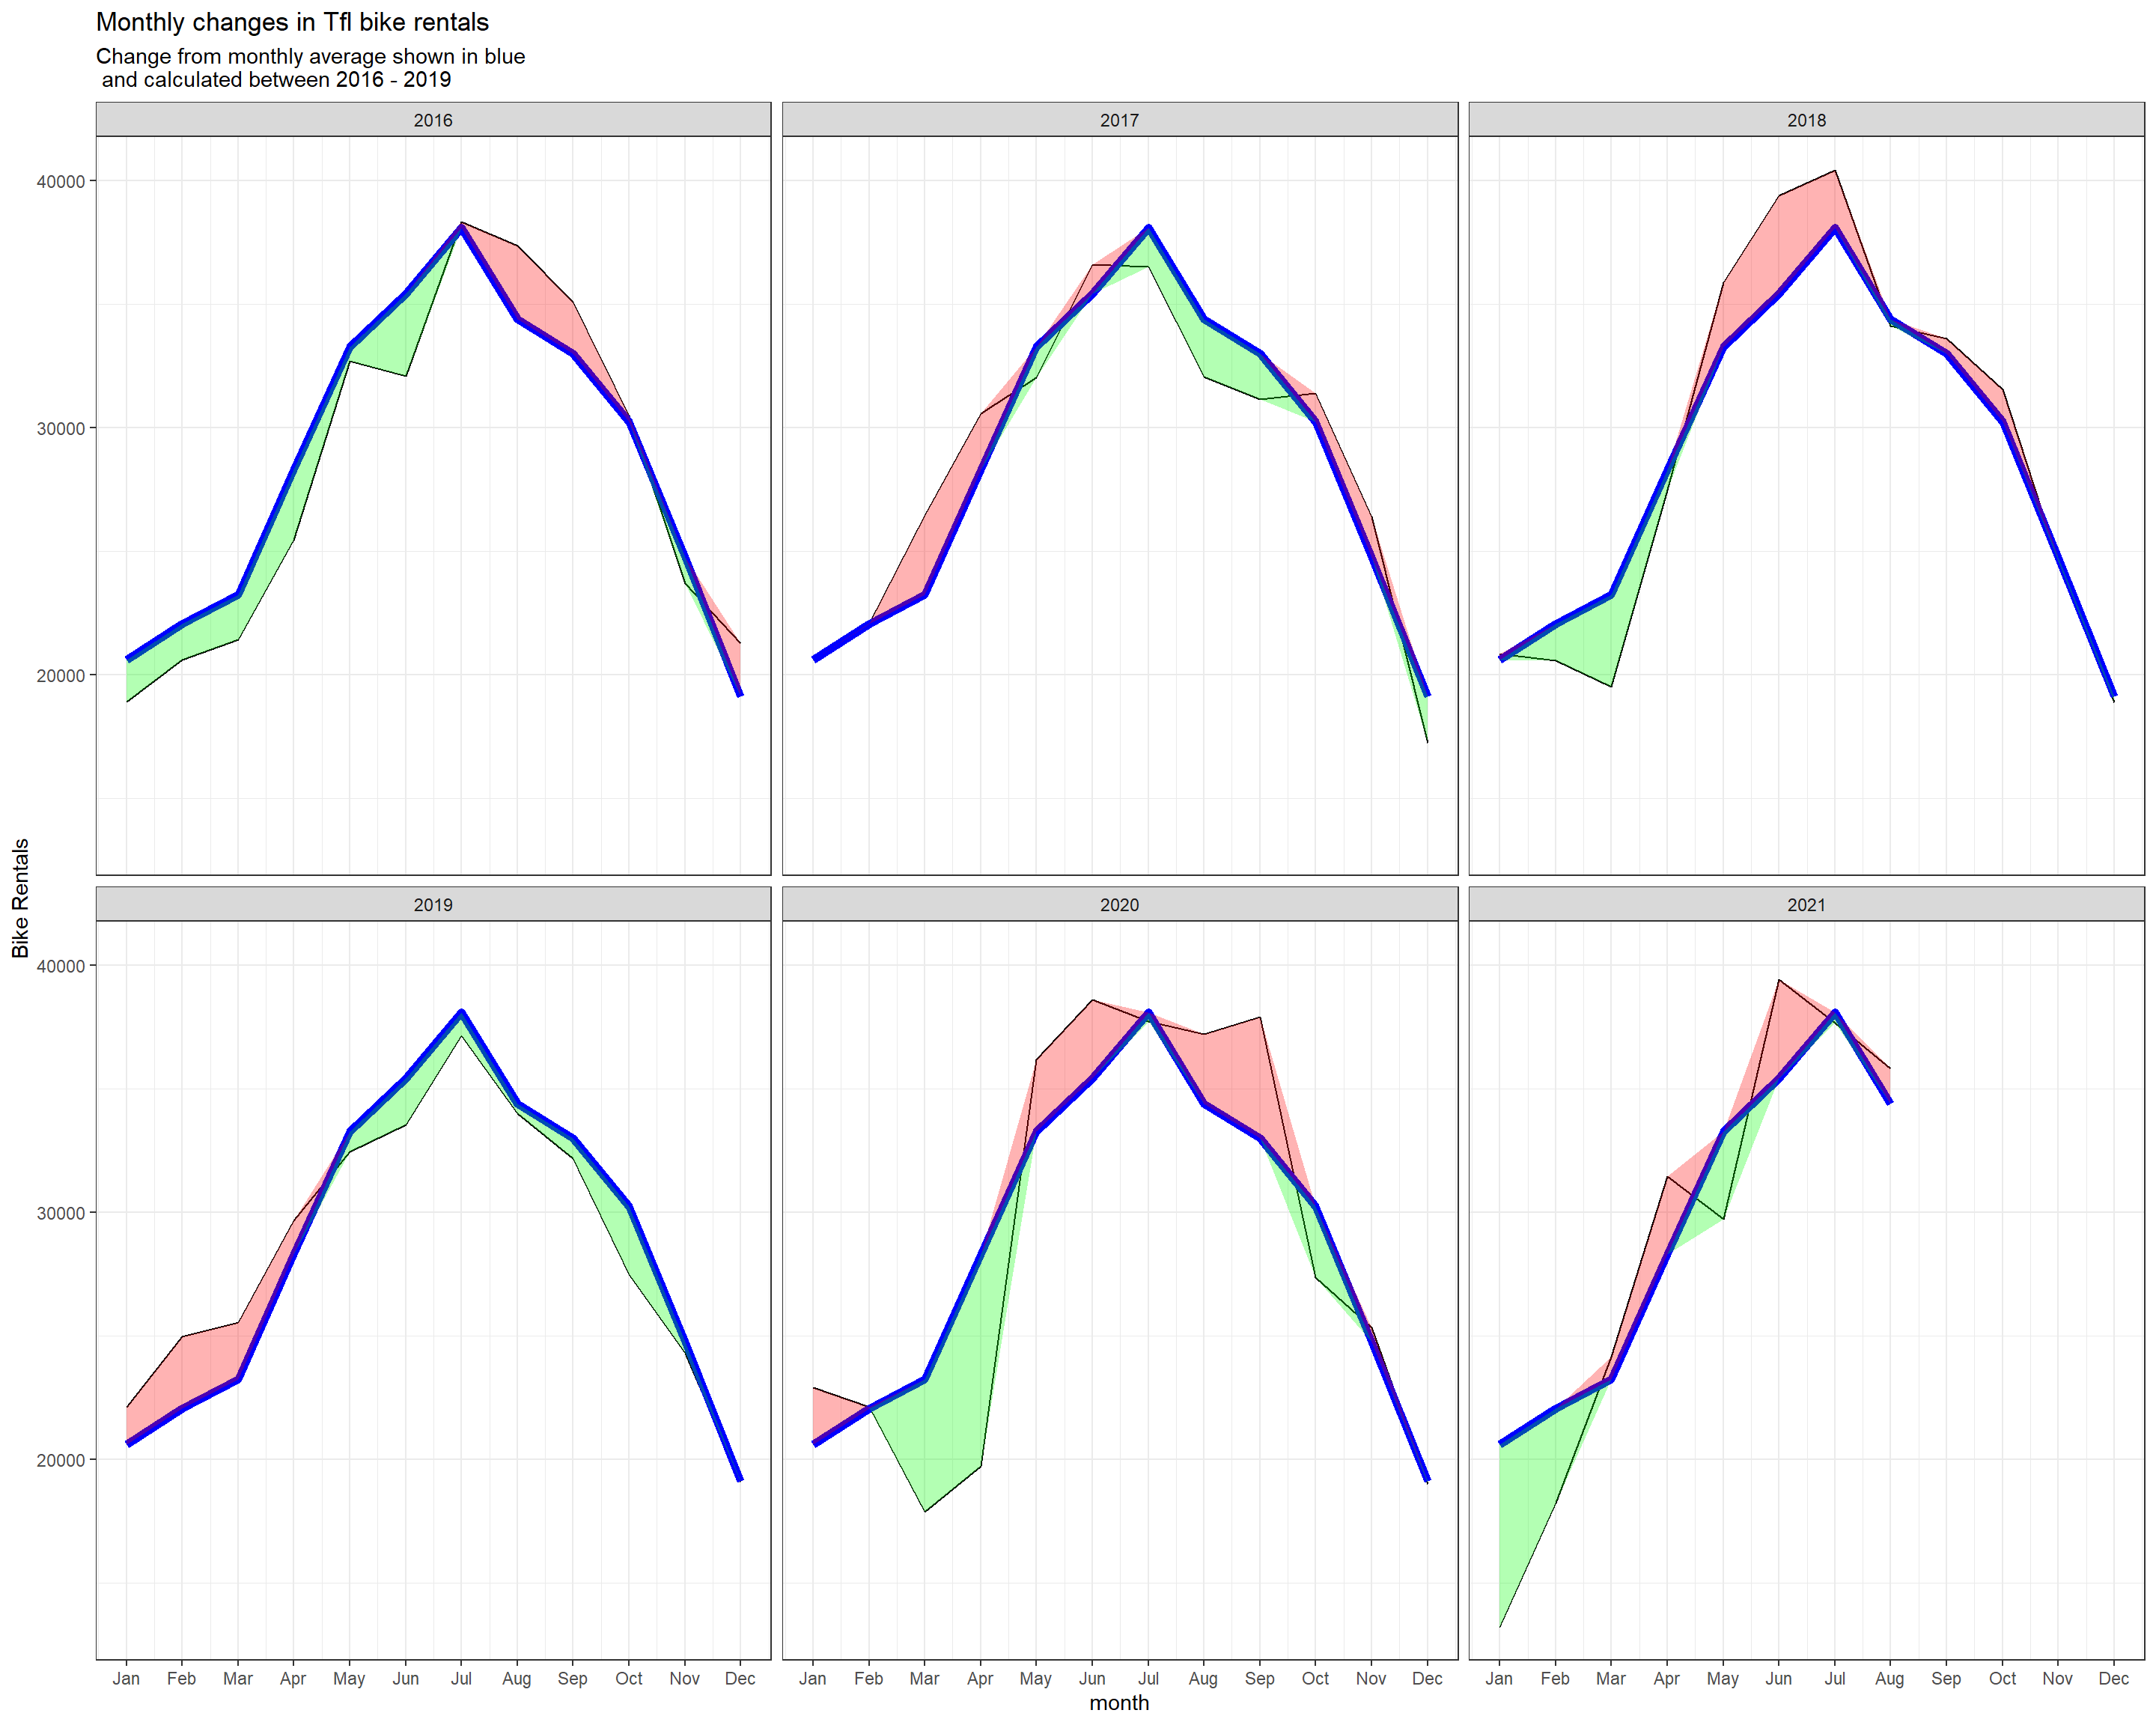 Monthly changes in Tfl bike rentals
Change from monthly average shown in blue
and calculated between 2016 - 2019
2016
2017
2018
40000
30000
20000
Bike Rentals
2019
2020
2021
40000
30000
20000
Jan Feb Mar Apr May Jun Jul Aug Sep Oct Nov Dec
Jan Feb Mar Apr May Jun Jul Aug Sep Oct Nov Dec
Jan Feb Mar Apr May Jun Jul Aug Sep Oct Nov Dec
month